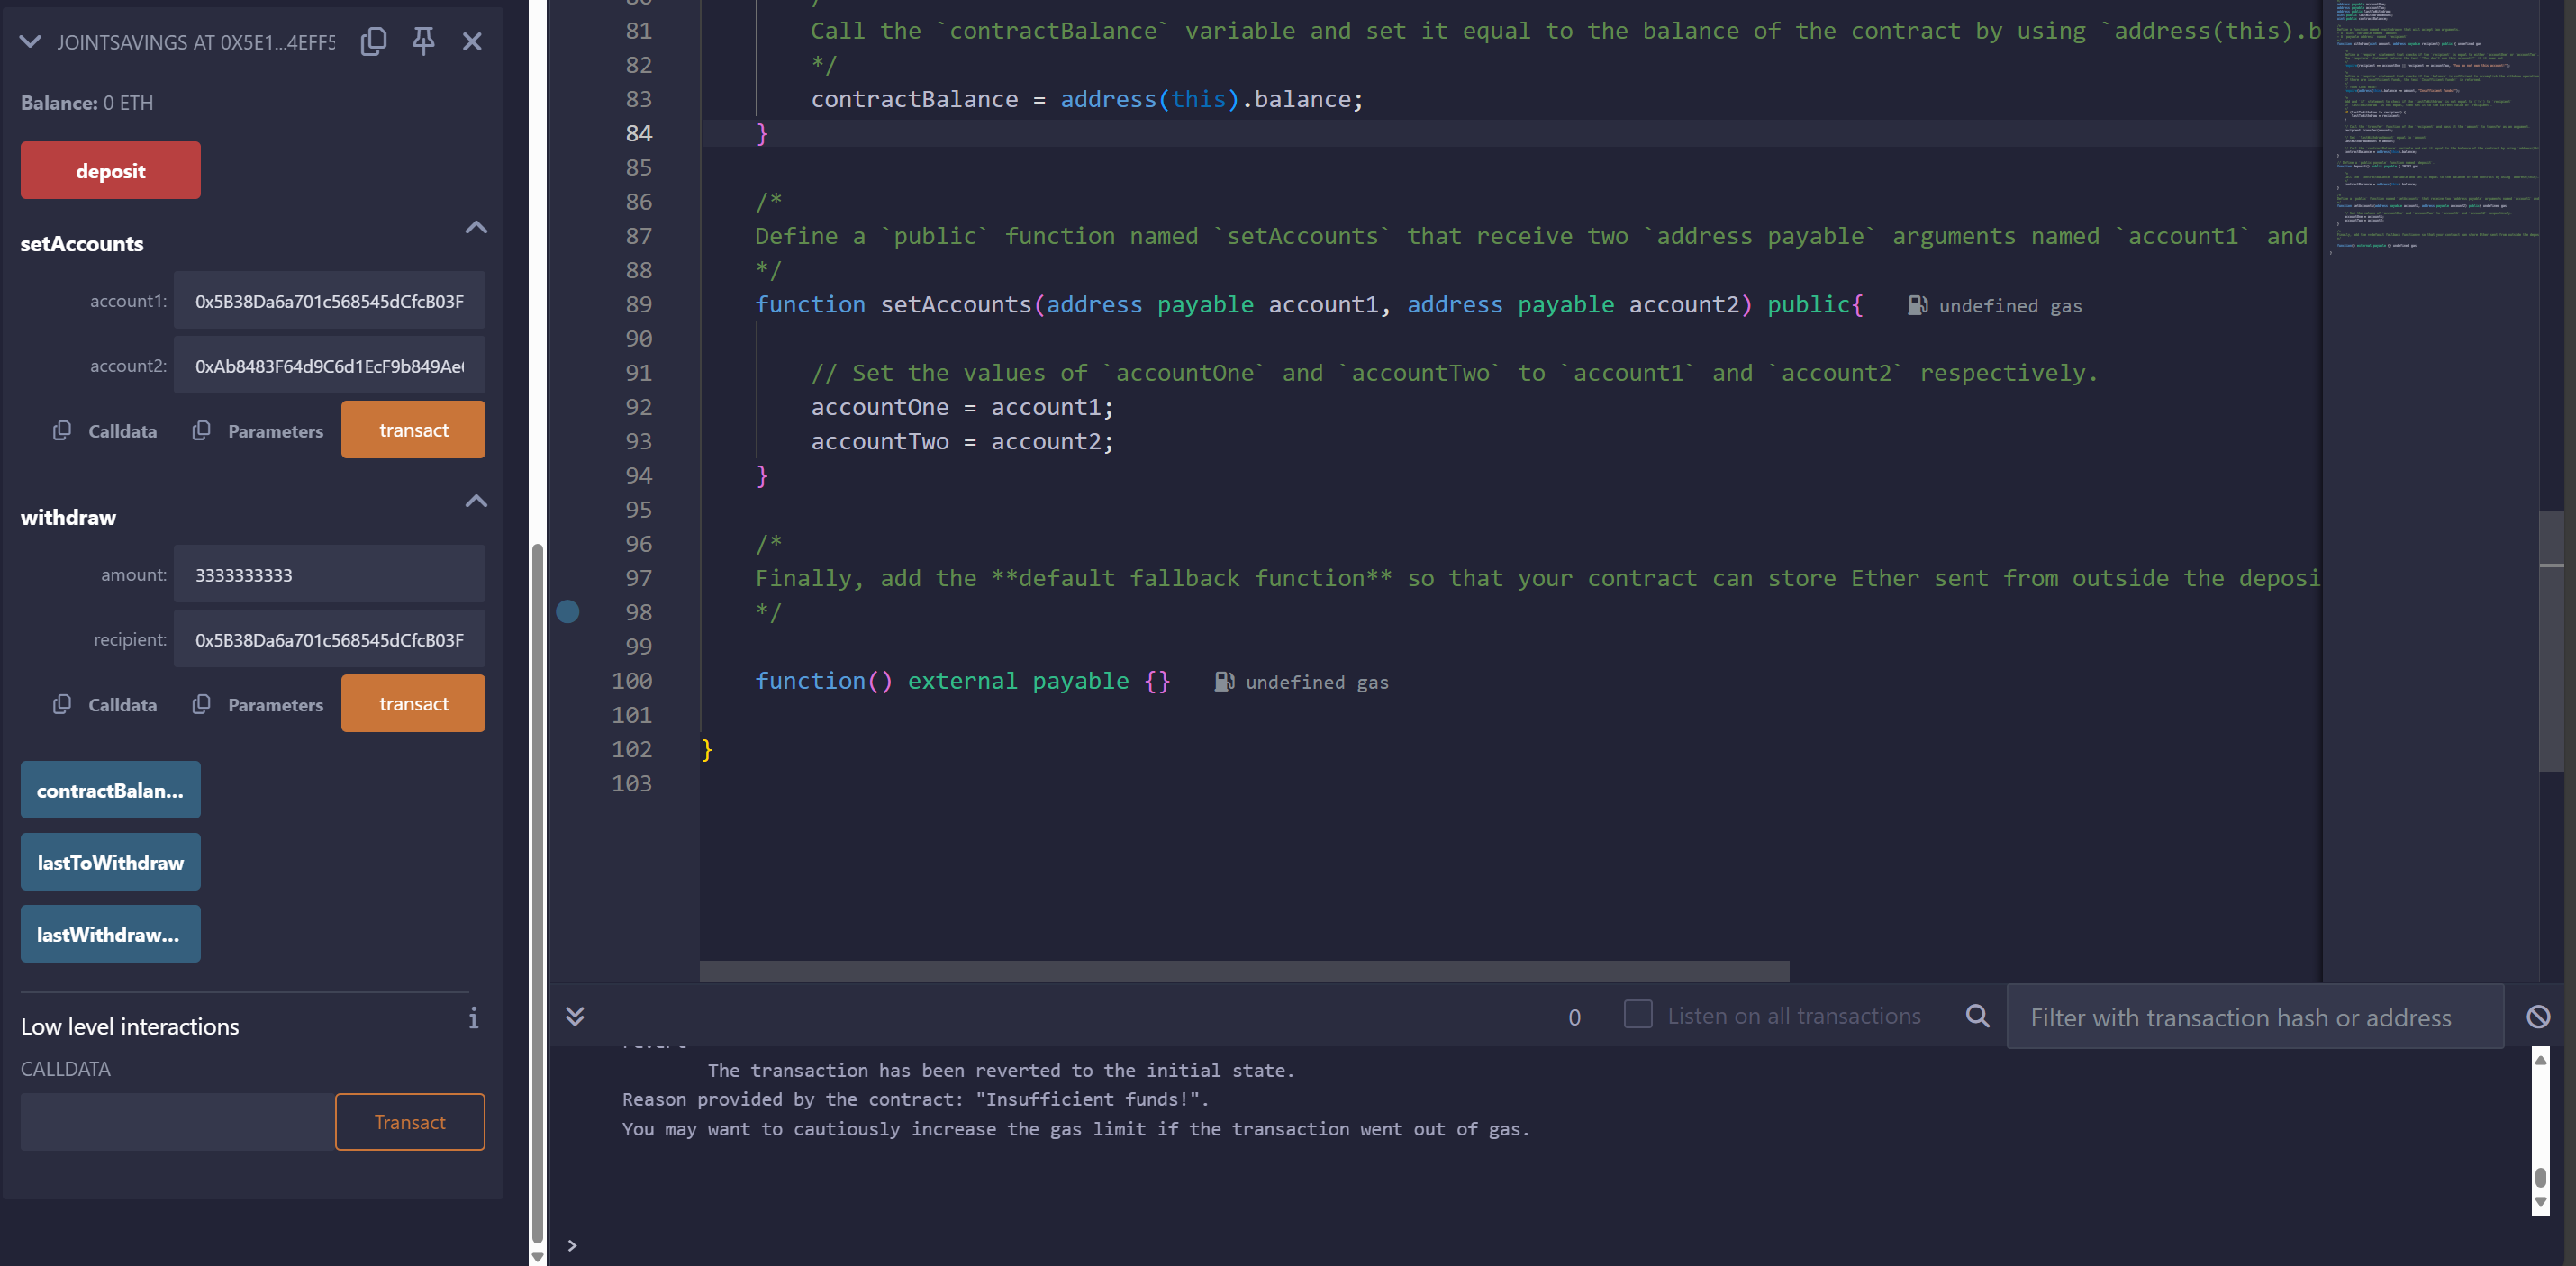 JOINTSAVINGS AT 0X5E1...4EFF5
Balance: 0 ETH
deposit
setAccounts
account1: 0x5B38Da6a701c568545dCfcB03F
account2: 0xAb8483F64d9C6d1EcF9b849Ae
Calldata Parameters transact
withdraw
amount: 3333333333
recipient: 0x5B38Da6a701c568545dCfcB03F
Calldata Parameters transact
contractBalan...
lastToWithdraw
lastWithdraw...
Low level interactions
CALLDATA
Transact
81 Call the `contractBalance` variable and set it equal to the balance of the contract by using `address(this).b
82 */
83 contractBalance = address(this).balance;
84 }
85
86 /*
87 Define a `public` function named `setAccounts` that receive two `address payable` arguments named `account1` and
88 */
89 function setAccounts(address payable account1, address payable account2) public{ undefined gas
90
91 // Set the values of `accountOne` and `accountTwo` to `account1` and `account2` respectively.
92 accountOne = account1;
93 accountTwo = account2;
94 }
95
96 /*
97 Finally, add the **default fallback function** so that your contract can store Ether sent from outside the deposi
98 */
99
100 function() external payable {} undefined gas
101
102 }
103
0 Listen on all transactions Filter with transaction hash or address
The transaction has been reverted to the initial state.
Reason provided by the contract: "Insufficient funds!".
You may want to cautiously increase the gas limit if the transaction went out of gas.
>